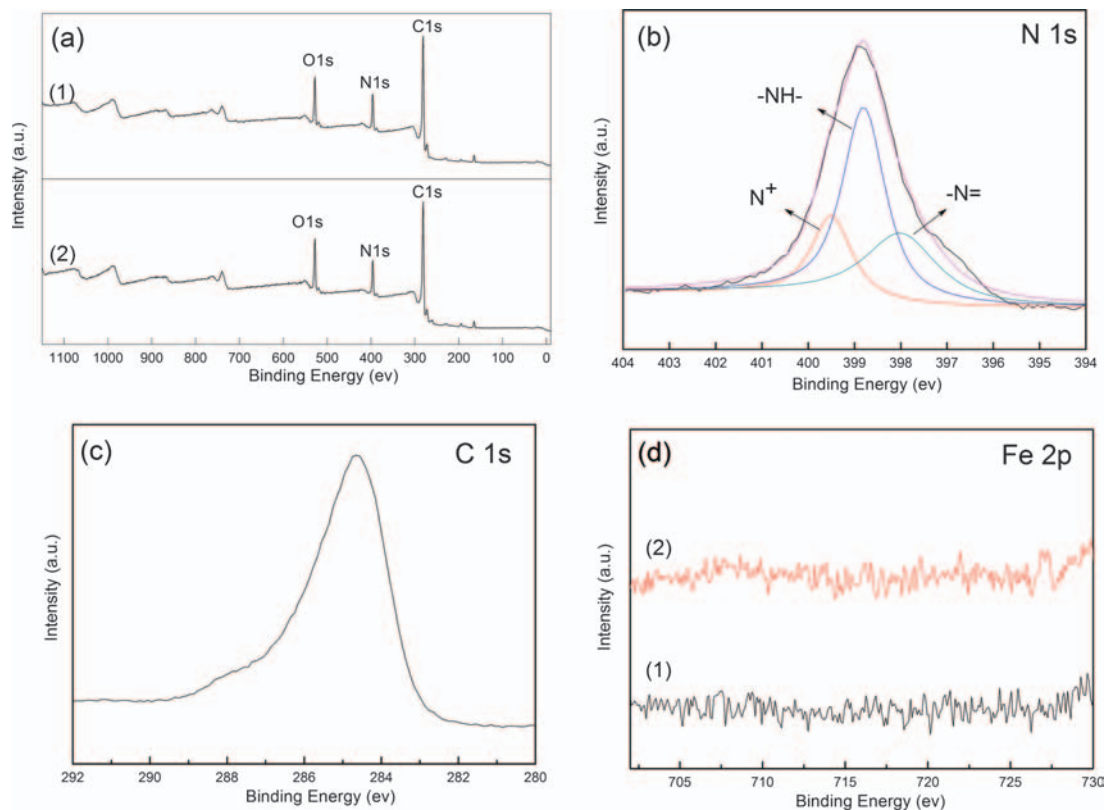 (a)
C1s
O1s
N1s
(1)
C1s
O1s
N1s
(2)
Intensity (a.u.)
1100 1000 900 800 700 600 500 400 300 200 100 0
Binding Energy (ev)
(b)
N 1s
-NH-
N+
-N=
Intensity (a.u.)
404 403 402 401 400 399 398 397 396 395 394
Binding Energy (ev)
(c)
C 1s
Intensity (a.u.)
292 290 288 286 284 282 280
Binding Energy (ev)
(d)
Fe 2p
(2)
(1)
Intensity (a.u.)
705 710 715 720 725 730
Binding Energy (ev)